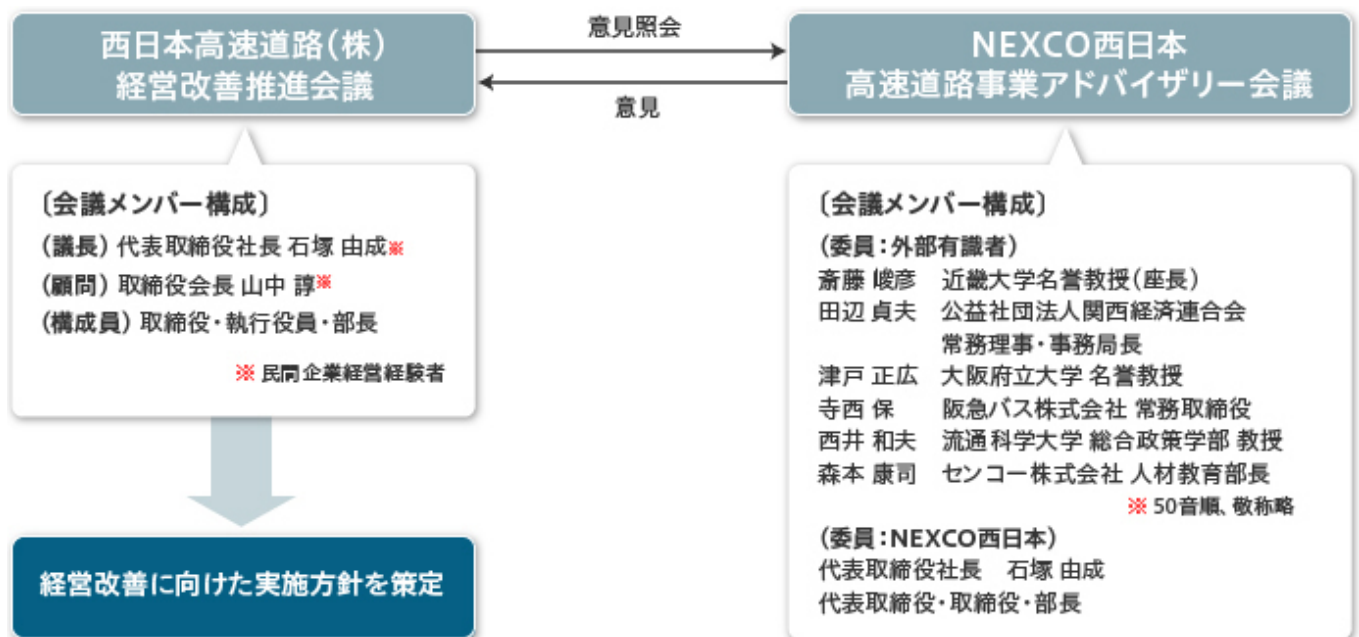 西日本高速道路(株)
経営改善推進会議
意見照会
意見
NEXCO西日本
高速道路事業アドバイザリー会議
〔会議メンバー構成〕
(議長) 代表取締役社長 石塚 由成※
(顧問) 取締役会長 山中 諄※
(構成員) 取締役・執行役員・部長
※ 民間企業経営経験者
経営改善に向けた実施方針を策定
〔会議メンバー構成〕
(委員:外部有識者)
斎藤 峻彦 近畿大学名誉教授(座長)
田辺 貞夫 公益社団法人関西経済連合会
常務理事・事務局長
津戸 正広 大阪府立大学 名誉教授
寺西 保 阪急バス株式会社 常務取締役
西井 和夫 流通科学大学 総合政策学部 教授
森本 康司 センコー株式会社 人材教育部長
※ 50音順、敬称略
(委員:NEXCO西日本)
代表取締役社長 石塚 由成
代表取締役・取締役・部長